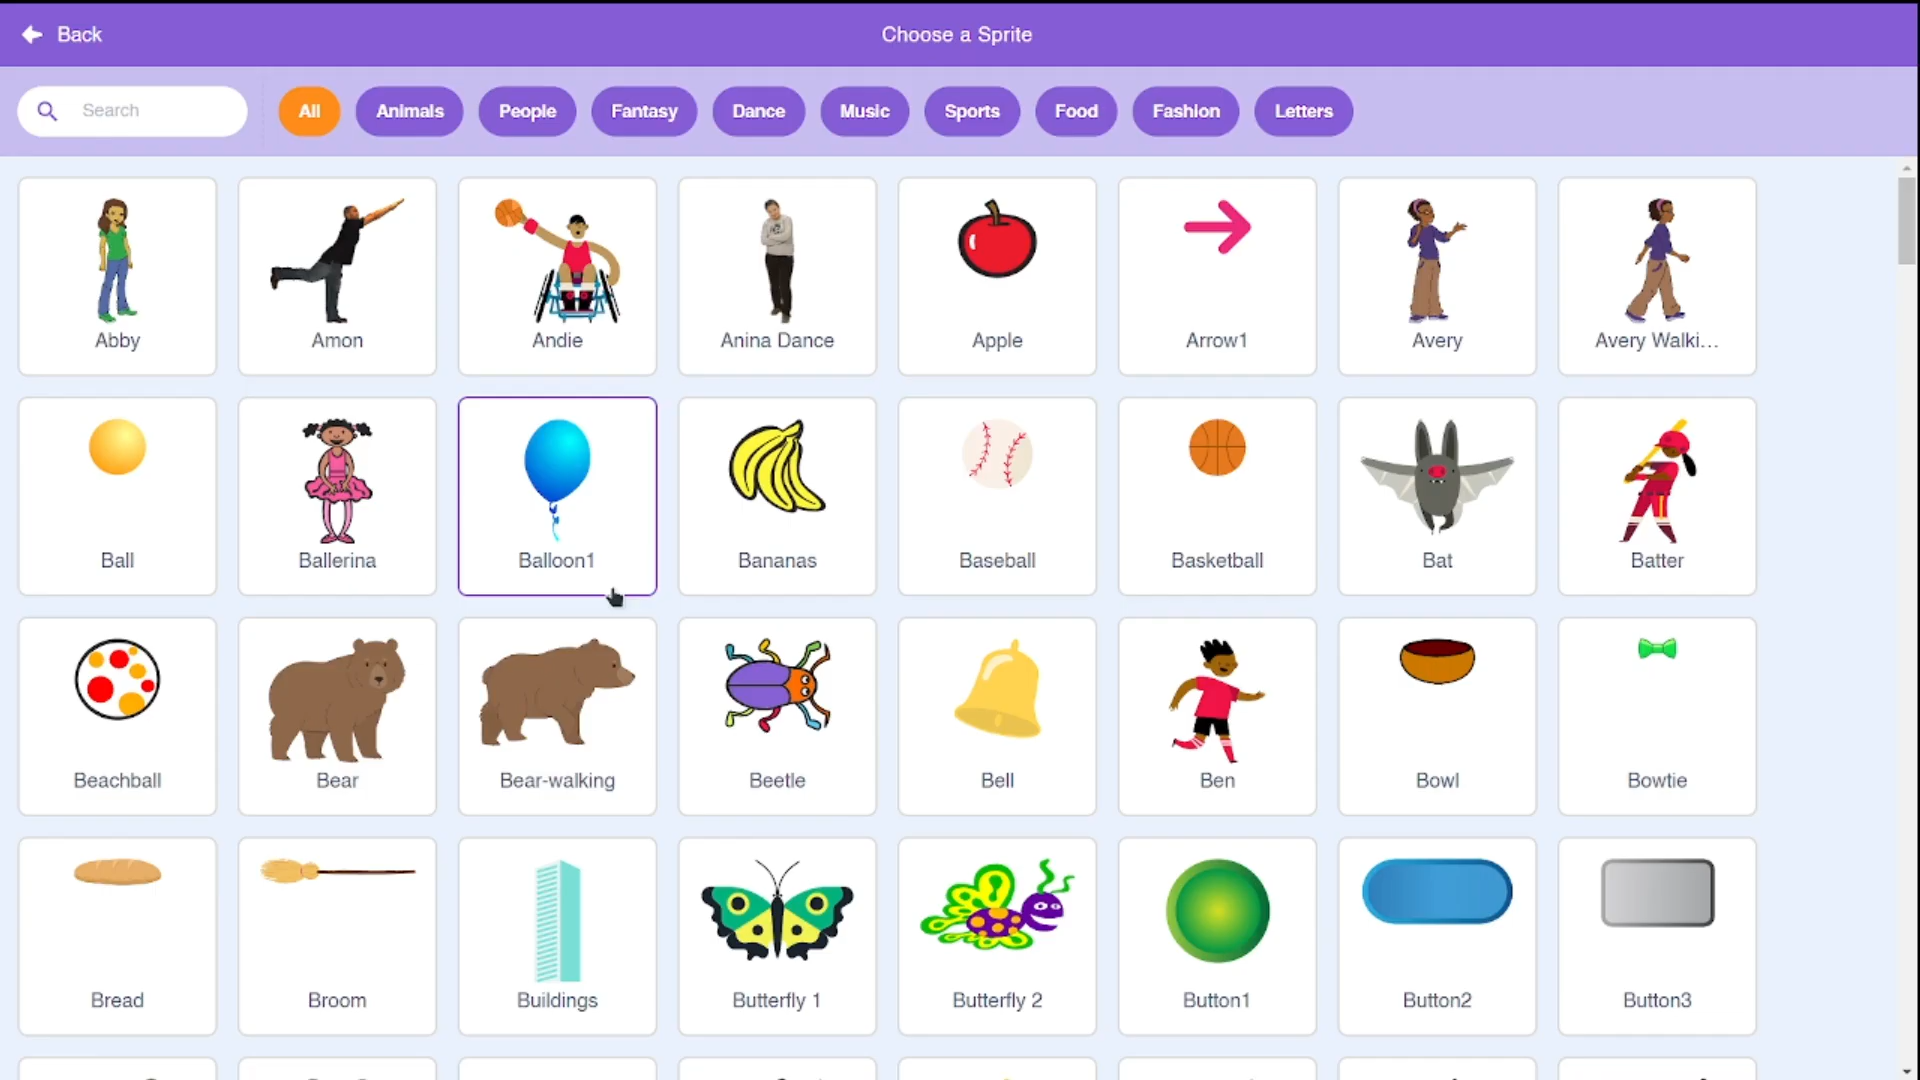 Back
Choose a Sprite
Search
All
Animals
People
Fantasy
Dance
Music
Sports
Food
Fashion
Letters
Abby
Amon
Andie
Anina Dance
Apple
Arrow1
Avery
Avery Walki...
Ball
Ballerina
Balloon1
Bananas
Baseball
Basketball
Bat
Batter
Beachball
Bear
Bear-walking
Beetle
Bell
Ben
Bowl
Bowtie
Bread
Broom
Buildings
Butterfly 1
Butterfly 2
Button1
Button2
Button3